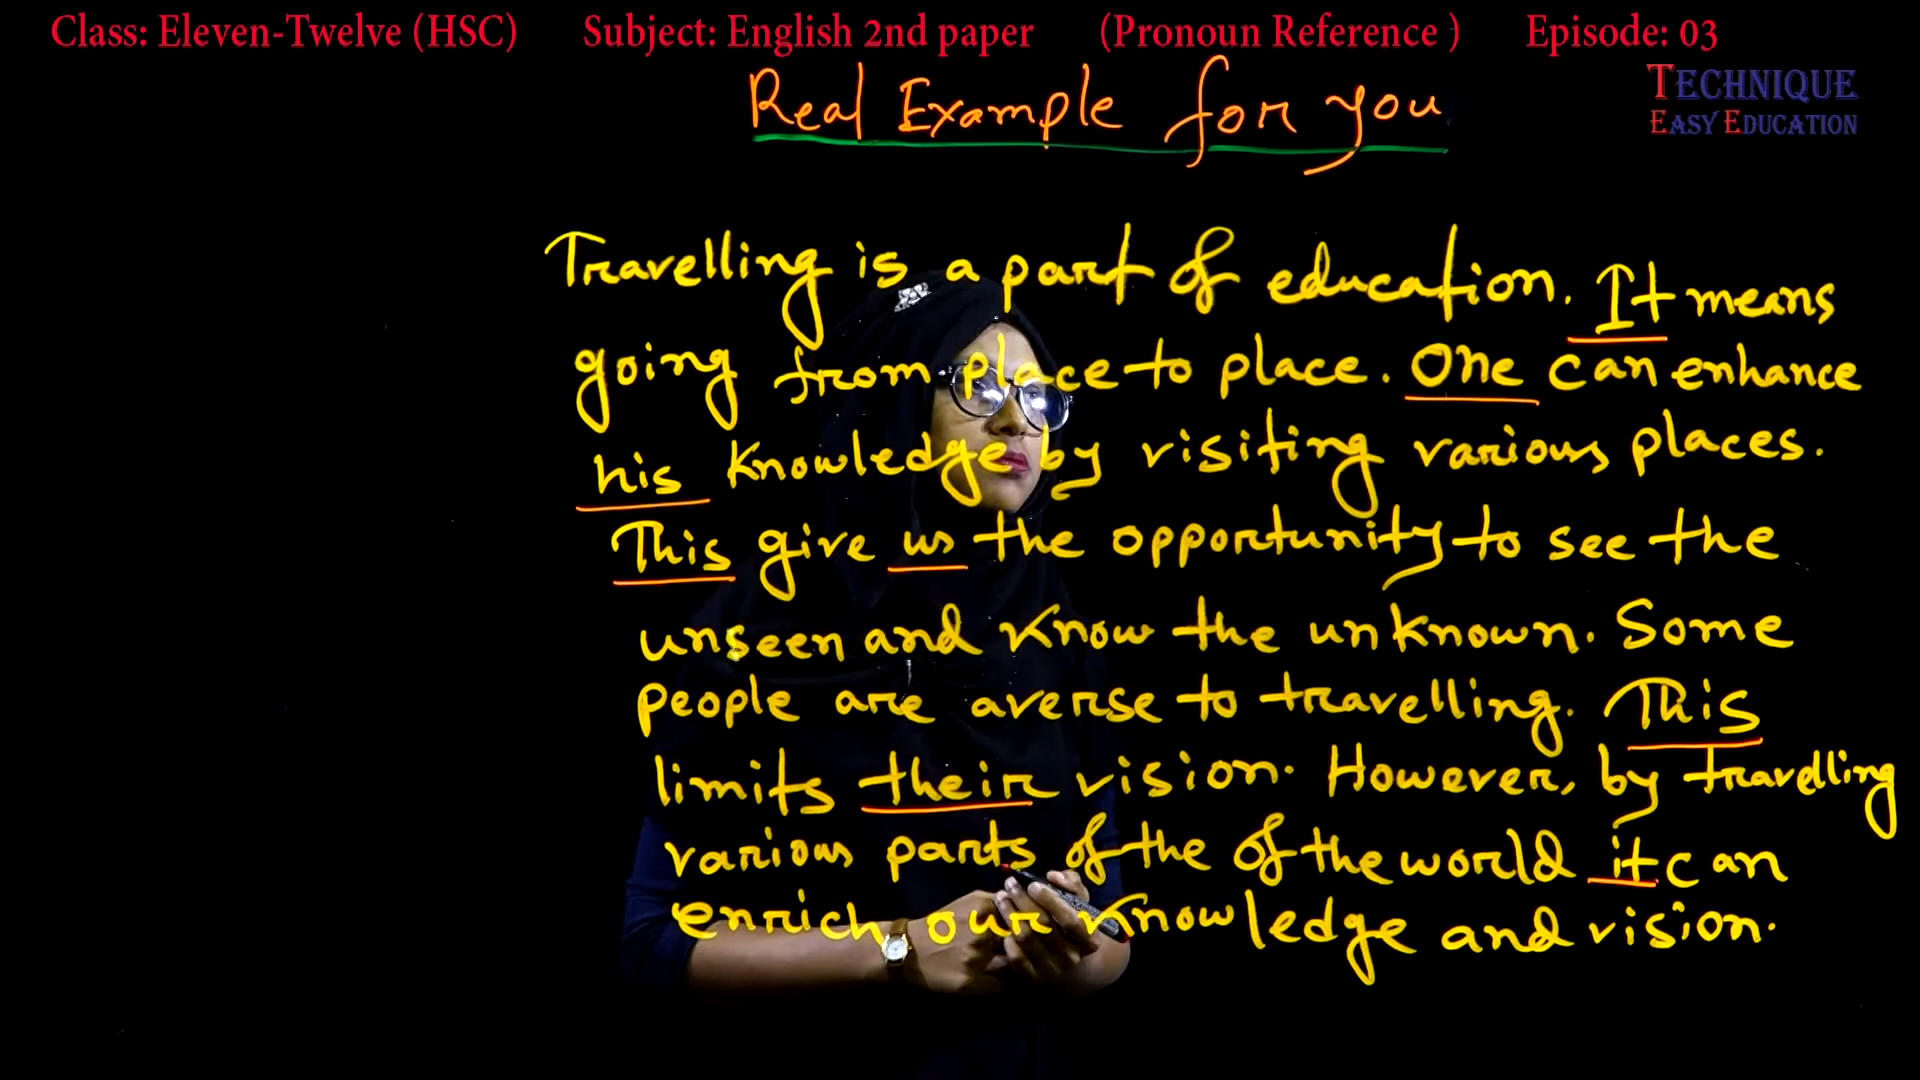 Class: Eleven-Twelve (HSC) Subject: English 2nd paper (Pronoun Reference ) Episode: 03
TECHNIQUE
EASY EDUCATION
Real Example for you
Travelling is a part of education. It means
going from place to place. One can enhance
his knowledge by visiting various places.
This give us the opportunity to see the
unseen and know the unknown. Some
people are averse to travelling. This
limits their vision. However, by travelling
various parts of the of the world it can
enrich our knowledge and vision.